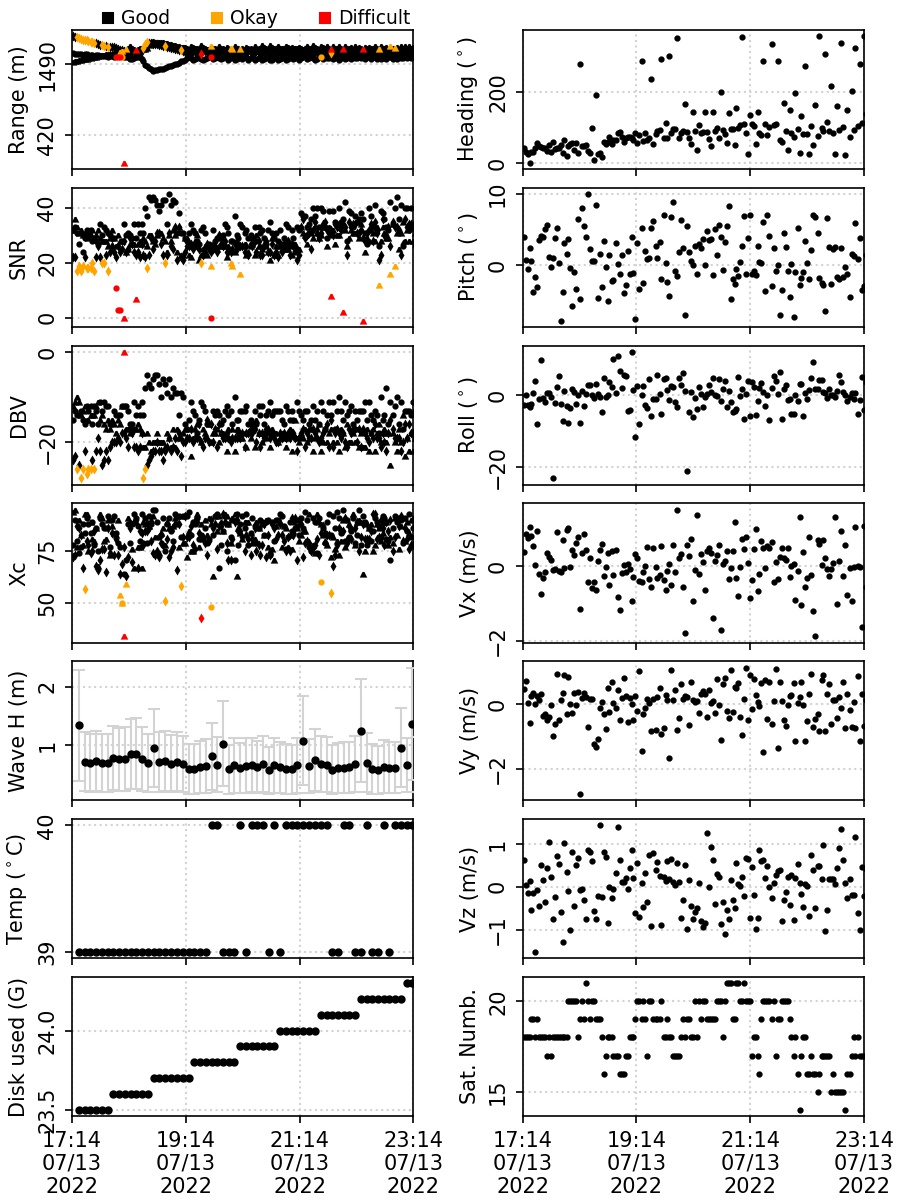 Good Okay Difficult
Range (m)
1490
420
Heading (°)
200
0
SNR
40
20
0
Pitch (°)
10
0
DBV
0
−20
Roll (°)
0
−20
Xc
75
50
Vx (m/s)
0
−2
Wave H (m)
2
1
Vy (m/s)
0
−2
Temp (°C)
40
39
Vz (m/s)
1
0
−1
Disk used (G)
24.0
23.5
Sat. Numb.
20
15
17:14 19:14 21:14 23:14
07/13 07/13 07/13 07/13
2022 2022 2022 2022
17:14 19:14 21:14 23:14
07/13 07/13 07/13 07/13
2022 2022 2022 2022